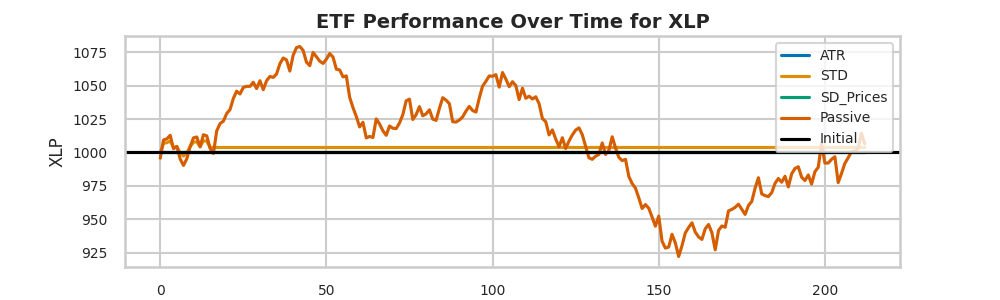 ETF Performance Over Time for XLP
XLP
1075
1050
1025
1000
975
950
925
0
50
100
150
200
ATR
STD
SD_Prices
Passive
Initial